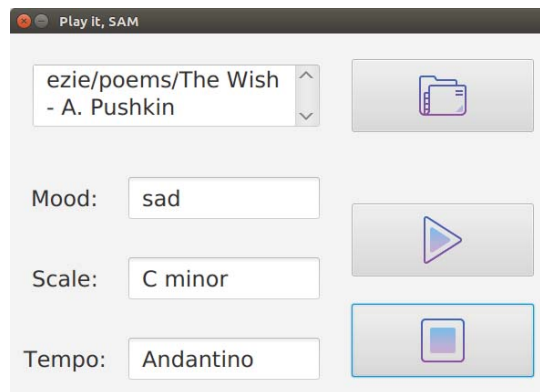 Play it, SAM
ezie/poems/The Wish
- A. Pushkin
Mood: sad
Scale: C minor
Tempo: Andantino